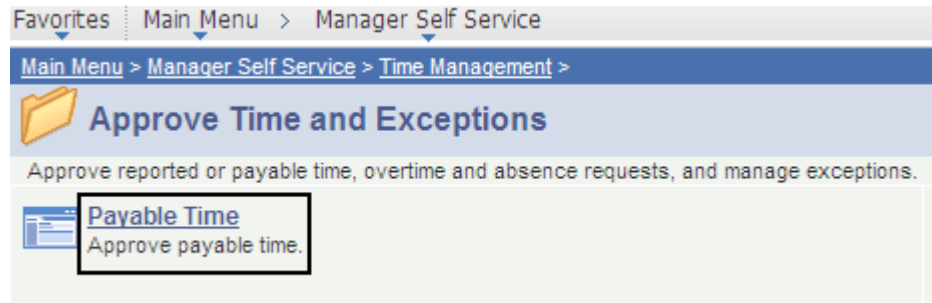 Favorites Main Menu > Manager Self Service
Main Menu > Manager Self Service > Time Management >
Approve Time and Exceptions
Approve reported or payable time, overtime and absence requests, and manage exceptions.
Payable Time
Approve payable time.